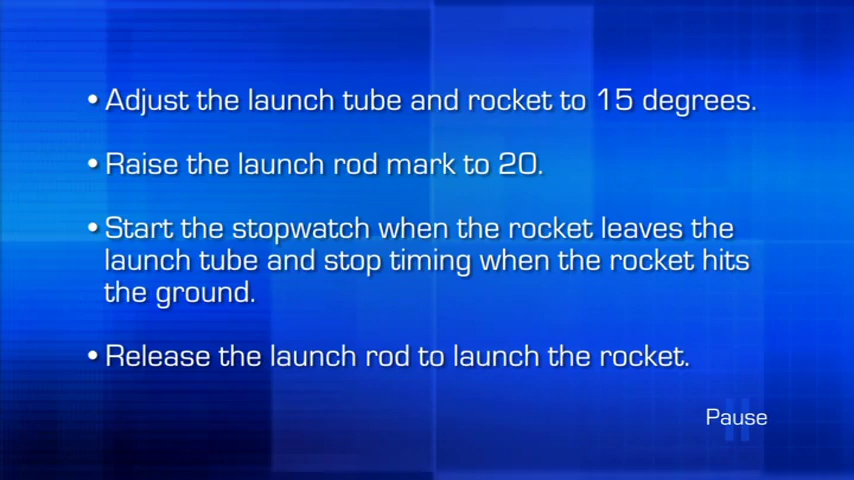 • Adjust the launch tube and rocket to 15 degrees.
• Raise the launch rod mark to 20.
• Start the stopwatch when the rocket leaves the
launch tube and stop timing when the rocket hits
the ground.
• Release the launch rod to launch the rocket.
Pause